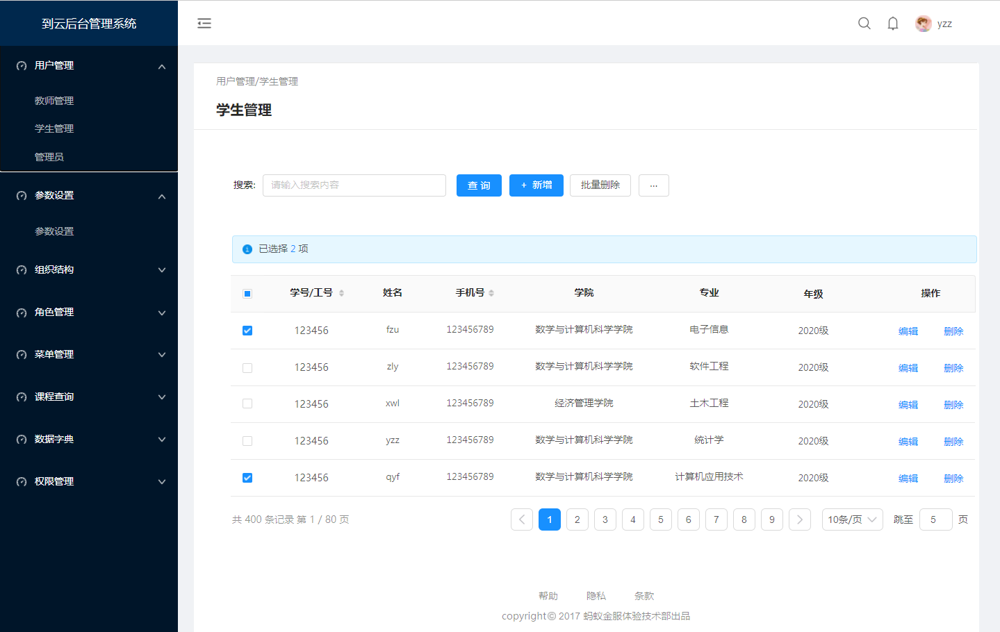 到云后台管理系统
yzz
用户管理
教师管理
学生管理
管理员
参数设置
参数设置
组织结构
角色管理
菜单管理
课程查询
数据字典
权限管理
用户管理/学生管理
学生管理
搜索: 请输入搜索内容 查 询 + 新增 批量删除 ...
已选择 2 项
学号/工号 姓名 手机号 学院 专业 年级 操作
123456 fzu 123456789 数学与计算机科学学院 电子信息 2020级 编辑 删除
123456 zly 123456789 数学与计算机科学学院 软件工程 2020级 编辑 删除
123456 xwl 123456789 经济管理学院 土木工程 2020级 编辑 删除
123456 yzz 123456789 数学与计算机科学学院 统计学 2020级 编辑 删除
123456 qyf 123456789 数学与计算机科学学院 计算机应用技术 2020级 编辑 删除
共 400 条记录 第 1 / 80 页 1 2 3 4 5 6 7 8 9 10条/页 跳至 5 页
帮助 隐私 条款
copyright© 2017 蚂蚁金服体验技术部出品